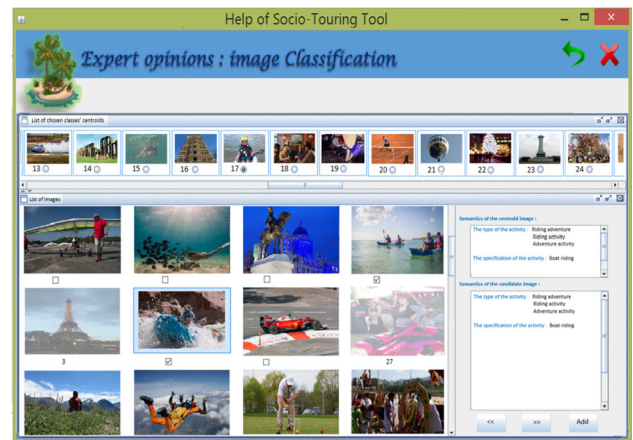 Help of Socio-Touring Tool
Expert opinions : image Classification
List of chosen classes' centroids
13 14 15 16 17 18 19 20 21 22 23 24
List of images
Semantics of the centroid image :
The type of the activity : Riding adventure
Riding activity
Adventure activity
The specification of the activity : Boat riding
Semantics of the candidate image :
The type of the activity : Riding adventure
Riding activity
Adventure activity
The specification of the activity : Boat riding
3
27
<< >> Add